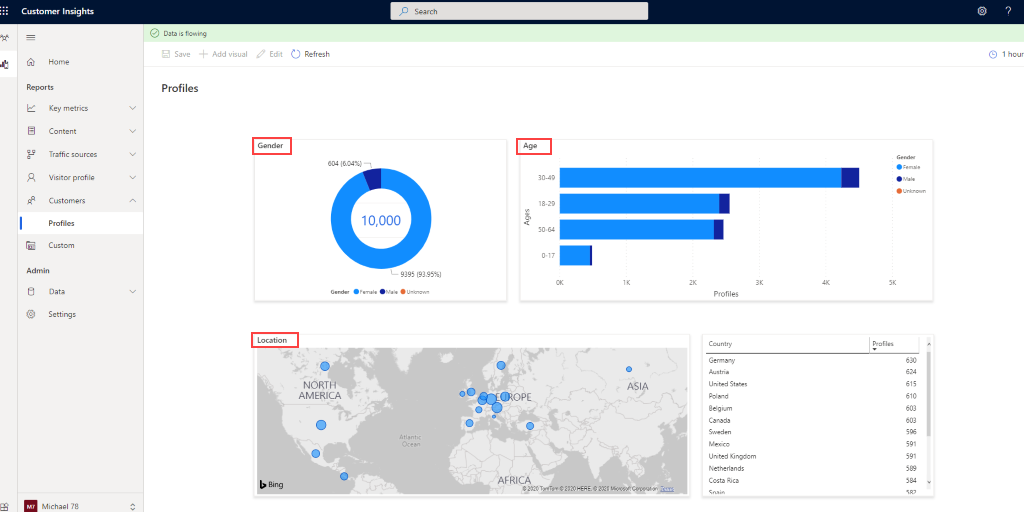 Customer Insights
Search
Data is flowing
Save
Add visual
Edit
Refresh
1 hour
Home
Reports
Key metrics
Content
Traffic sources
Visitor profile
Customers
Profiles
Custom
Admin
Data
Settings
M7
Michael 78
Profiles
Gender
604 (6.04%)
10,000
9395 (93.95%)
Gender Female Male Unknown
Age
Gender
Female
Male
Unknown
Ages
30-49
18-29
50-64
0-17
0K 1K 2K 3K 4K 5K
Profiles
Location
NORTH
AMERICA
EUROPE
ASIA
Atlantic
Ocean
AFRICA
Bing
© 2020 TomTom © 2020 HERE, © 2020 Microsoft Corporation Terms
Country Profiles
Germany 630
Austria 624
United States 615
Poland 610
Belgium 603
Canada 603
Sweden 596
Mexico 591
United Kingdom 591
Netherlands 589
Costa Rica 584
Spain 582